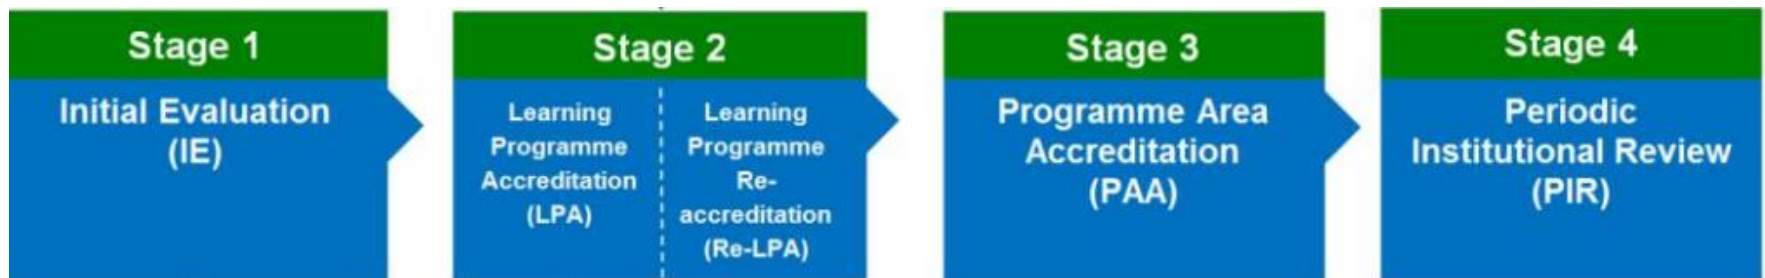 Stage 1
Initial Evaluation
(IE)
Stage 2
Learning
Programme
Accreditation
(LPA)
Learning
Programme
Re-
accreditation
(Re-LPA)
Stage 3
Programme Area
Accreditation
(PAA)
Stage 4
Periodic
Institutional Review
(PIR)